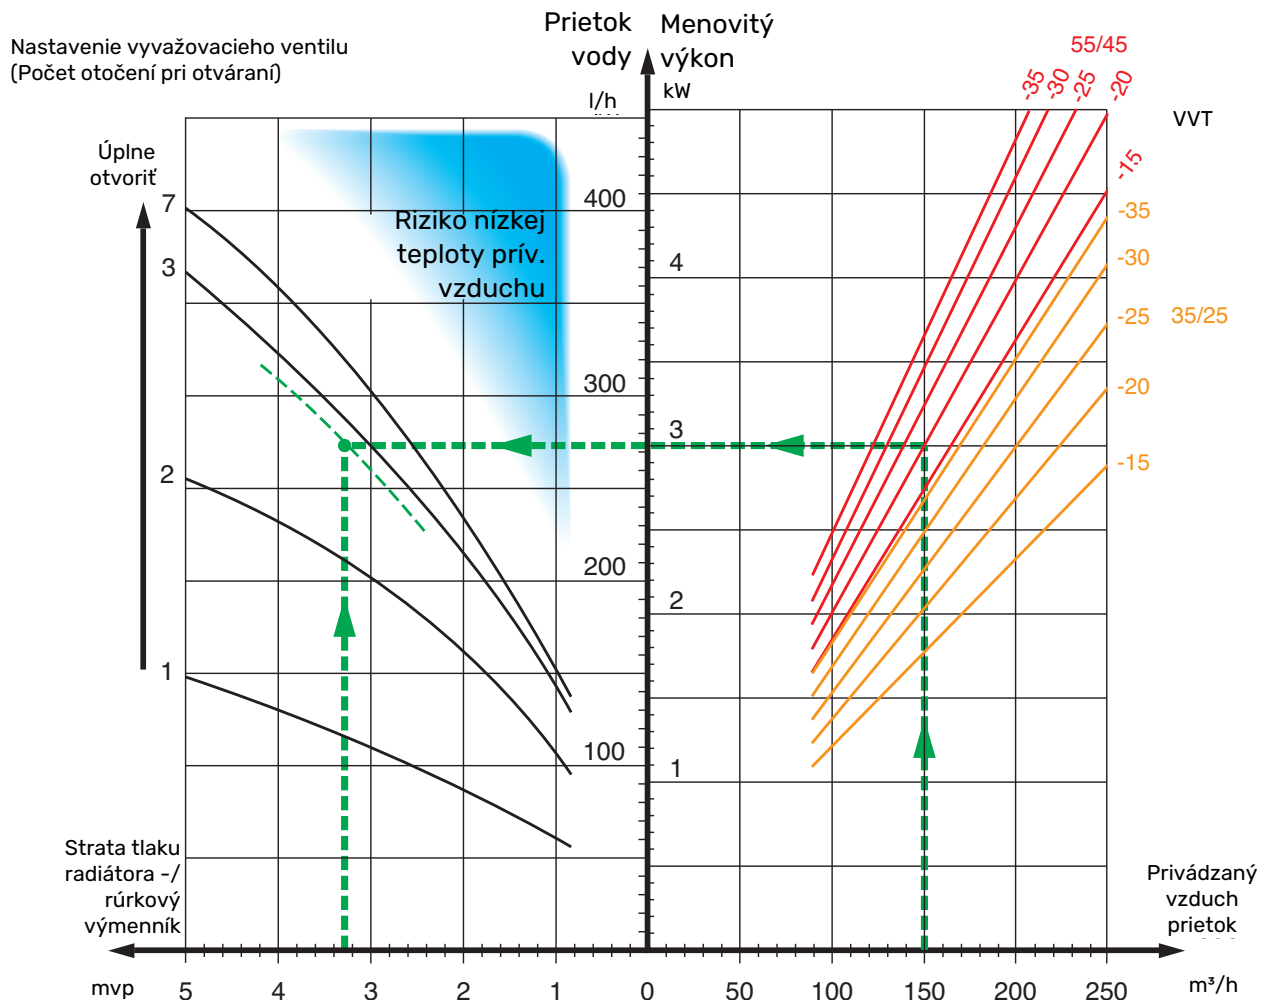 Nastavenie vyvažovacieho ventilu
(Počet otočení pri otváraní)
Prietok
vody
l/h
Menovitý
výkon
kW
55/45
-35
-30
-25
-20
-15
VVT
-35
-30
-25
-20
-15
35/25
Úplne
otvoriť
7
3
2
1
Riziko nízkej
teploty prív.
vzduchu
400
300
200
100
4
3
2
1
Strata tlaku
radiátora -/
rúrkový
výmenník
Privádzaný
vzduch
prietok
mvp
5
4
3
2
1
0
50
100
150
200
250
m³/h